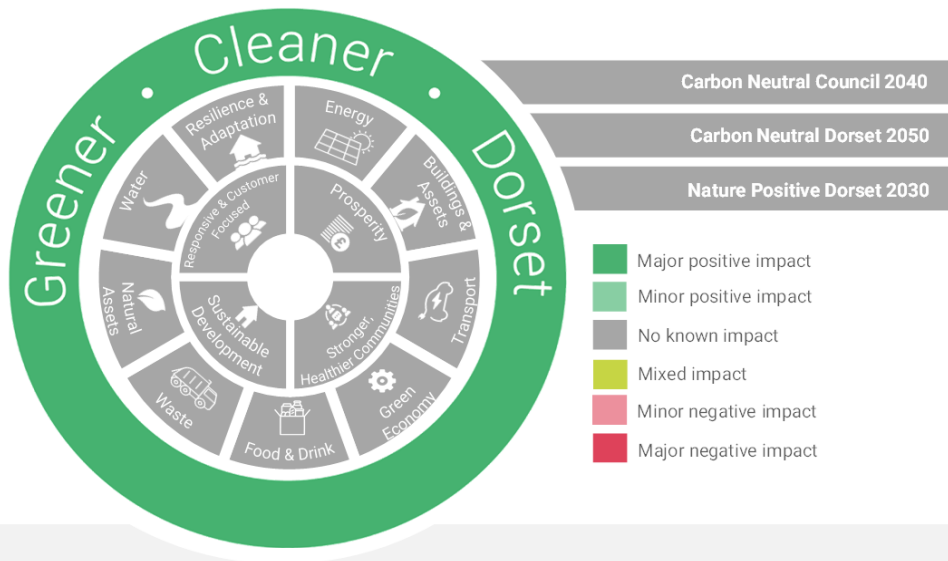 Greener • Cleaner • Dorset
Resilience &
Adaptation
Energy
Buildings &
Assets
Transport
Green
Economy
Food & Drink
Waste
Natural
Assets
Water
Responsive & Customer
Focused
Prosperity
£
Stronger,
Healthier Communities
Sustainable
Development
Carbon Neutral Council 2040
Carbon Neutral Dorset 2050
Nature Positive Dorset 2030
Major positive impact
Minor positive impact
No known impact
Mixed impact
Minor negative impact
Major negative impact